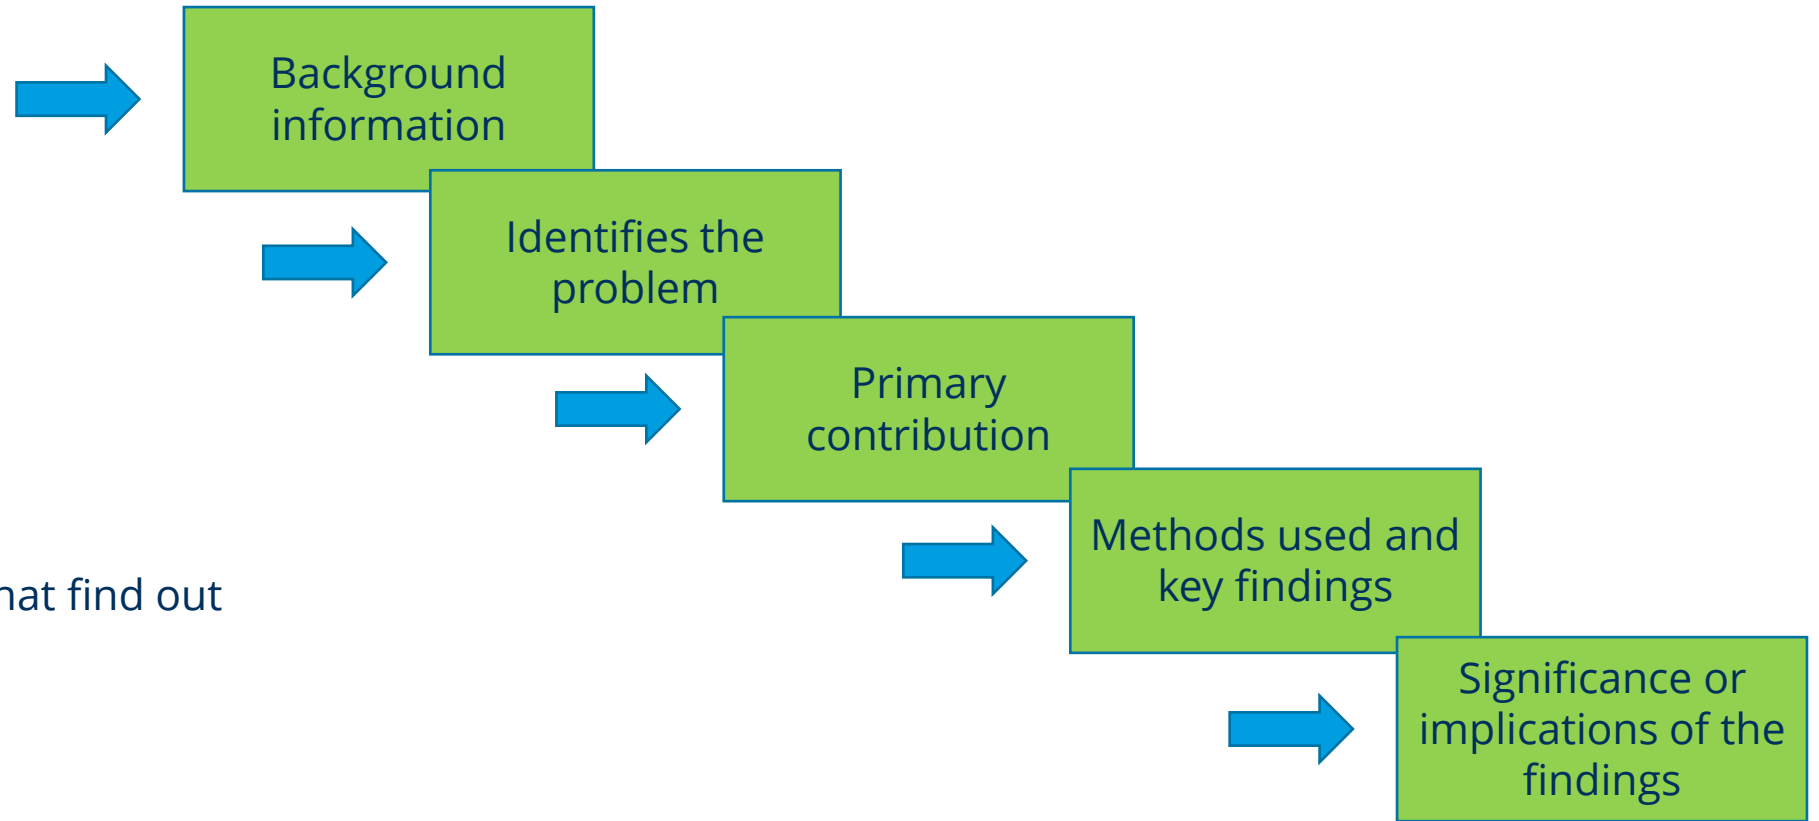 Background
information
Identifies the
problem
Primary
contribution
Methods used and
key findings
find out
Significance or
implications of the
findings